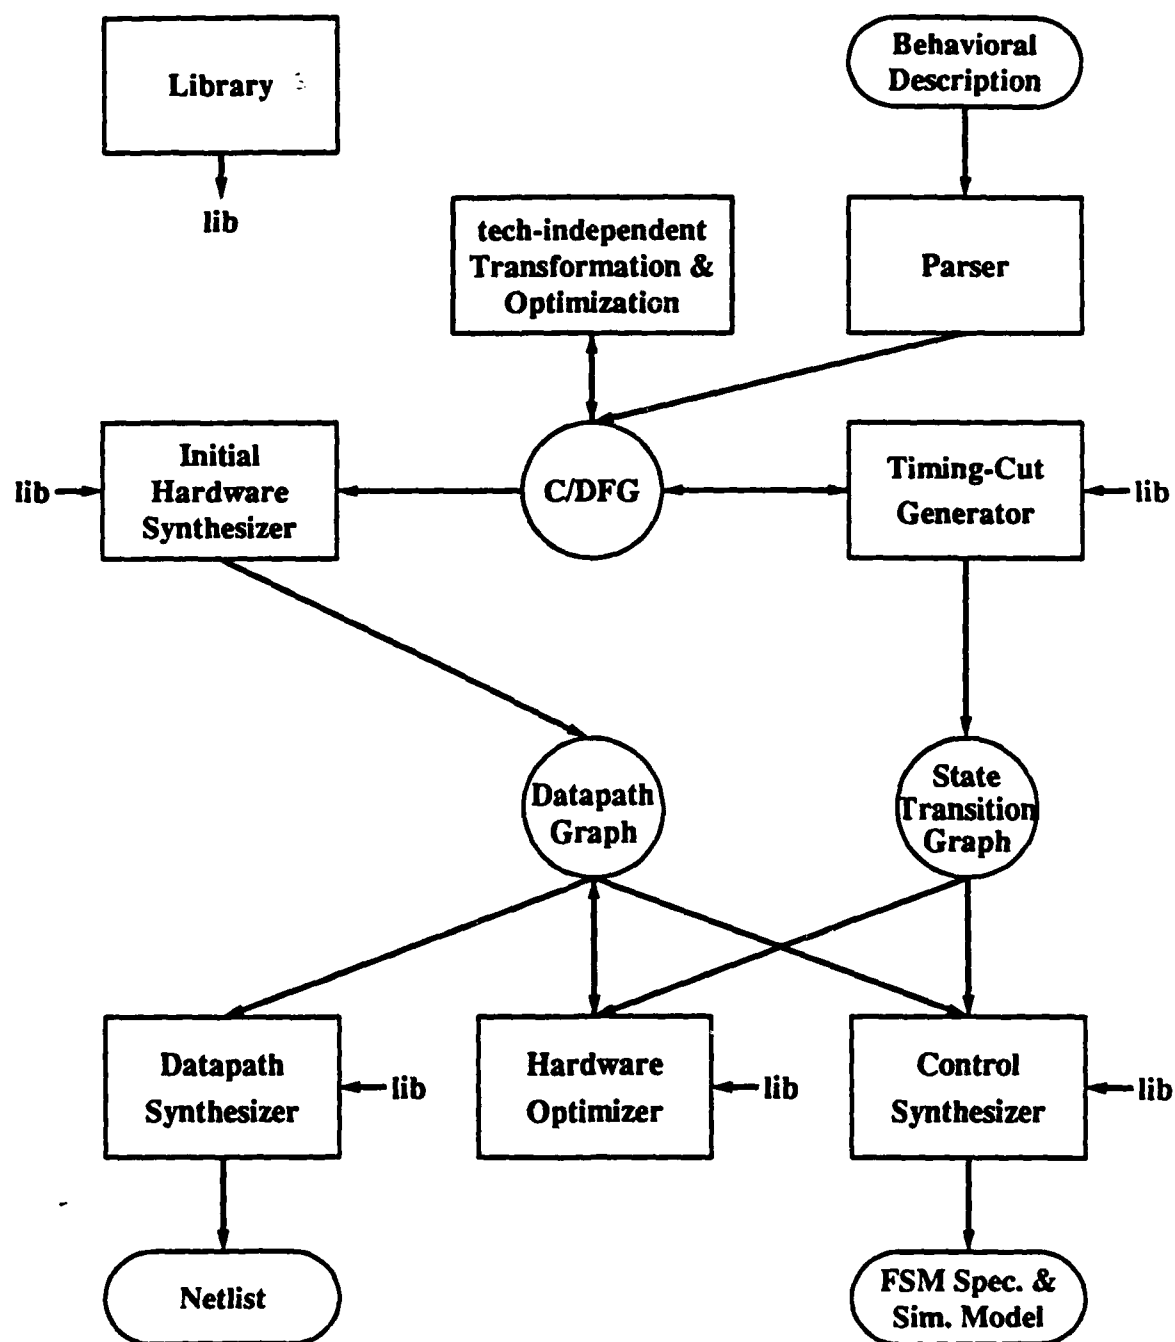 Library
Behavioral
Description
lib
tech-independent
Transformation &
Optimization
Parser
Initial
Hardware
Synthesizer
lib
C/DFG
Timing-Cut
Generator
lib
Datapath
Graph
State
Transition
Graph
Datapath
Synthesizer
lib
Hardware
Optimizer
lib
Control
Synthesizer
lib
Netlist
FSM Spec. &
Sim. Model